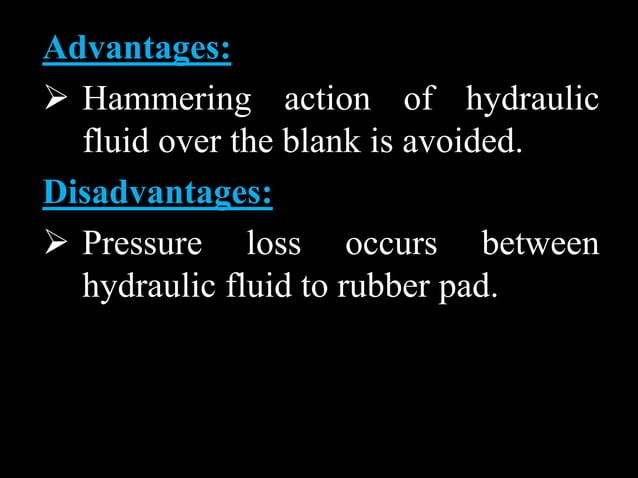 Advantages:
➢ Hammering action of hydraulic
fluid over the blank is avoided.
Disadvantages:
➢ Pressure loss occurs between
hydraulic fluid to rubber pad.